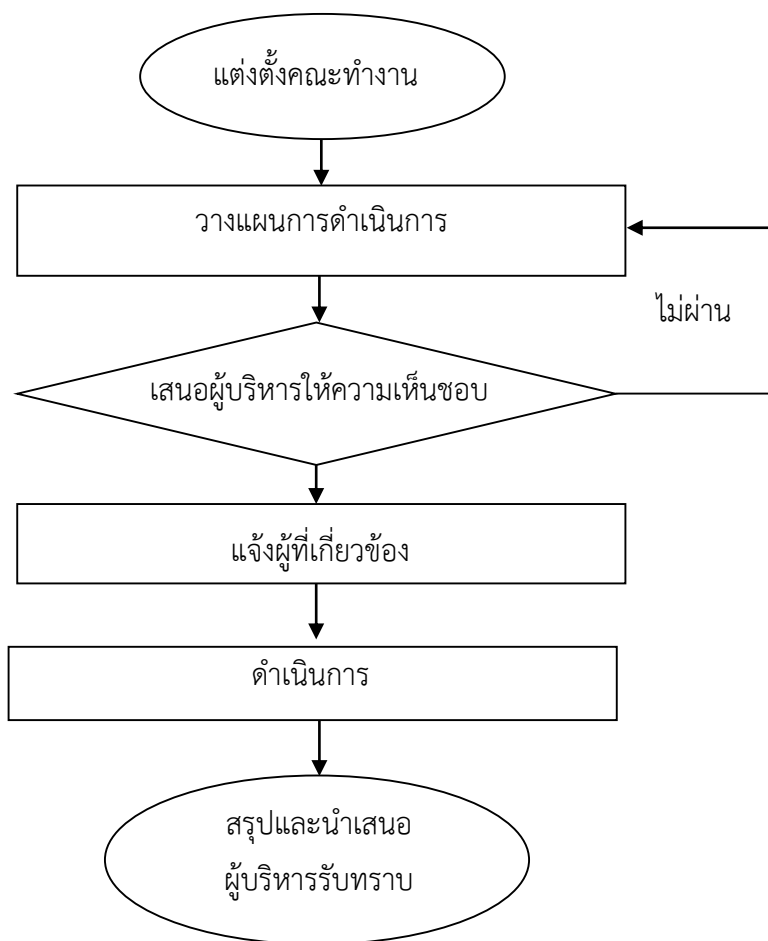 แต่งตั้งคณะทำงาน
วางแผนการดำเนินการ
ไม่ผ่าน
เสนอผู้บริหารให้ความเห็นชอบ
แจ้งผู้ที่เกี่ยวข้อง
ดำเนินการ
สรุปและนำเสนอ
ผู้บริหารรับทราบ